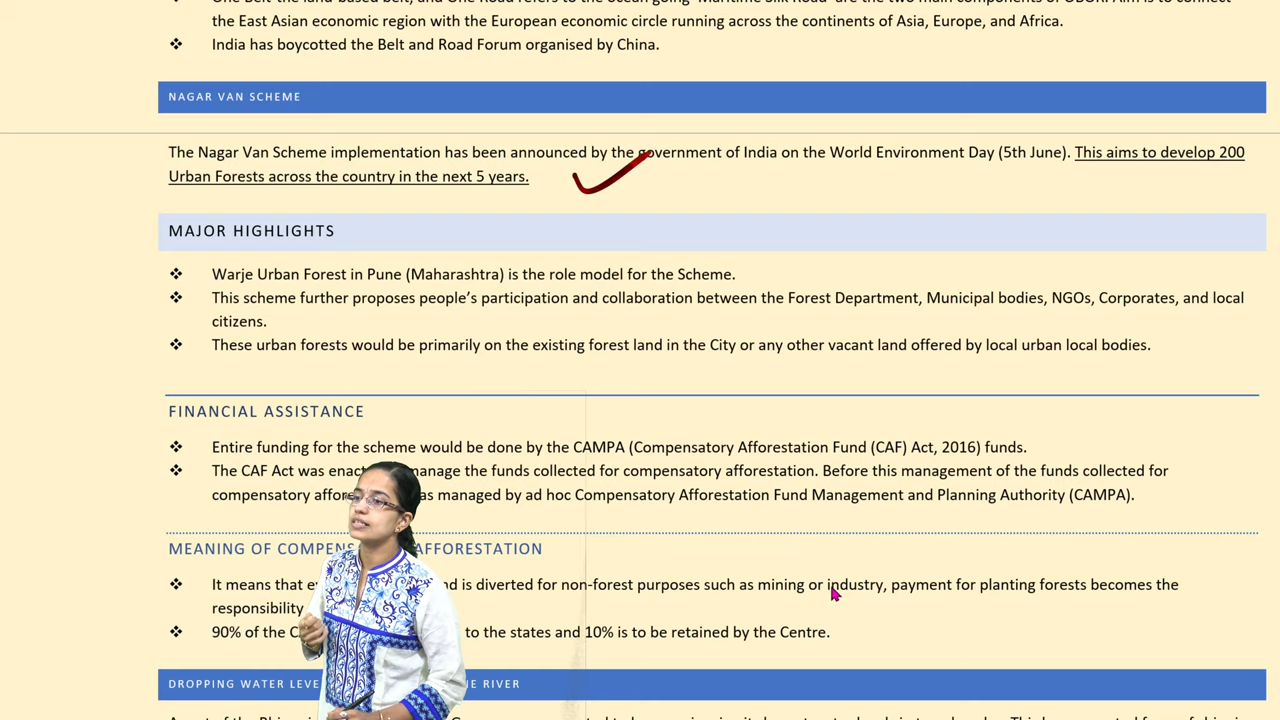 the East Asian economic region with the European economic circle running across the continents of Asia, Europe, and Africa.
❖ India has boycotted the Belt and Road Forum organised by China.
NAGAR VAN SCHEME
The Nagar Van Scheme implementation has been announced by the government of India on the World Environment Day (5th June). This aims to develop 200
Urban Forests across the country in the next 5 years.
MAJOR HIGHLIGHTS
❖ Warje Urban Forest in Pune (Maharashtra) is the role model for the Scheme.
❖ This scheme further proposes people's participation and collaboration between the Forest Department, Municipal bodies, NGOs, Corporates, and local
citizens.
❖ These urban forests would be primarily on the existing forest land in the City or any other vacant land offered by local urban local bodies.
FINANCIAL ASSISTANCE
❖ Entire funding for the scheme would be done by the CAMPA (Compensatory Afforestation Fund (CAF) Act, 2016) funds.
❖ The CAF Act was manage the funds collected for compensatory afforestation. Before this management of the funds collected for
compensatory managed by ad hoc Compensatory Afforestation Fund Management and Planning Authority (CAMPA).
MEANING OF AFFORESTATION
❖ It means that is diverted for non-forest purposes such as mining or industry, payment for planting forests becomes the
responsibility
❖ 90% of the to the states and 10% is to be retained by the Centre.
DROPPING WATER RIVER